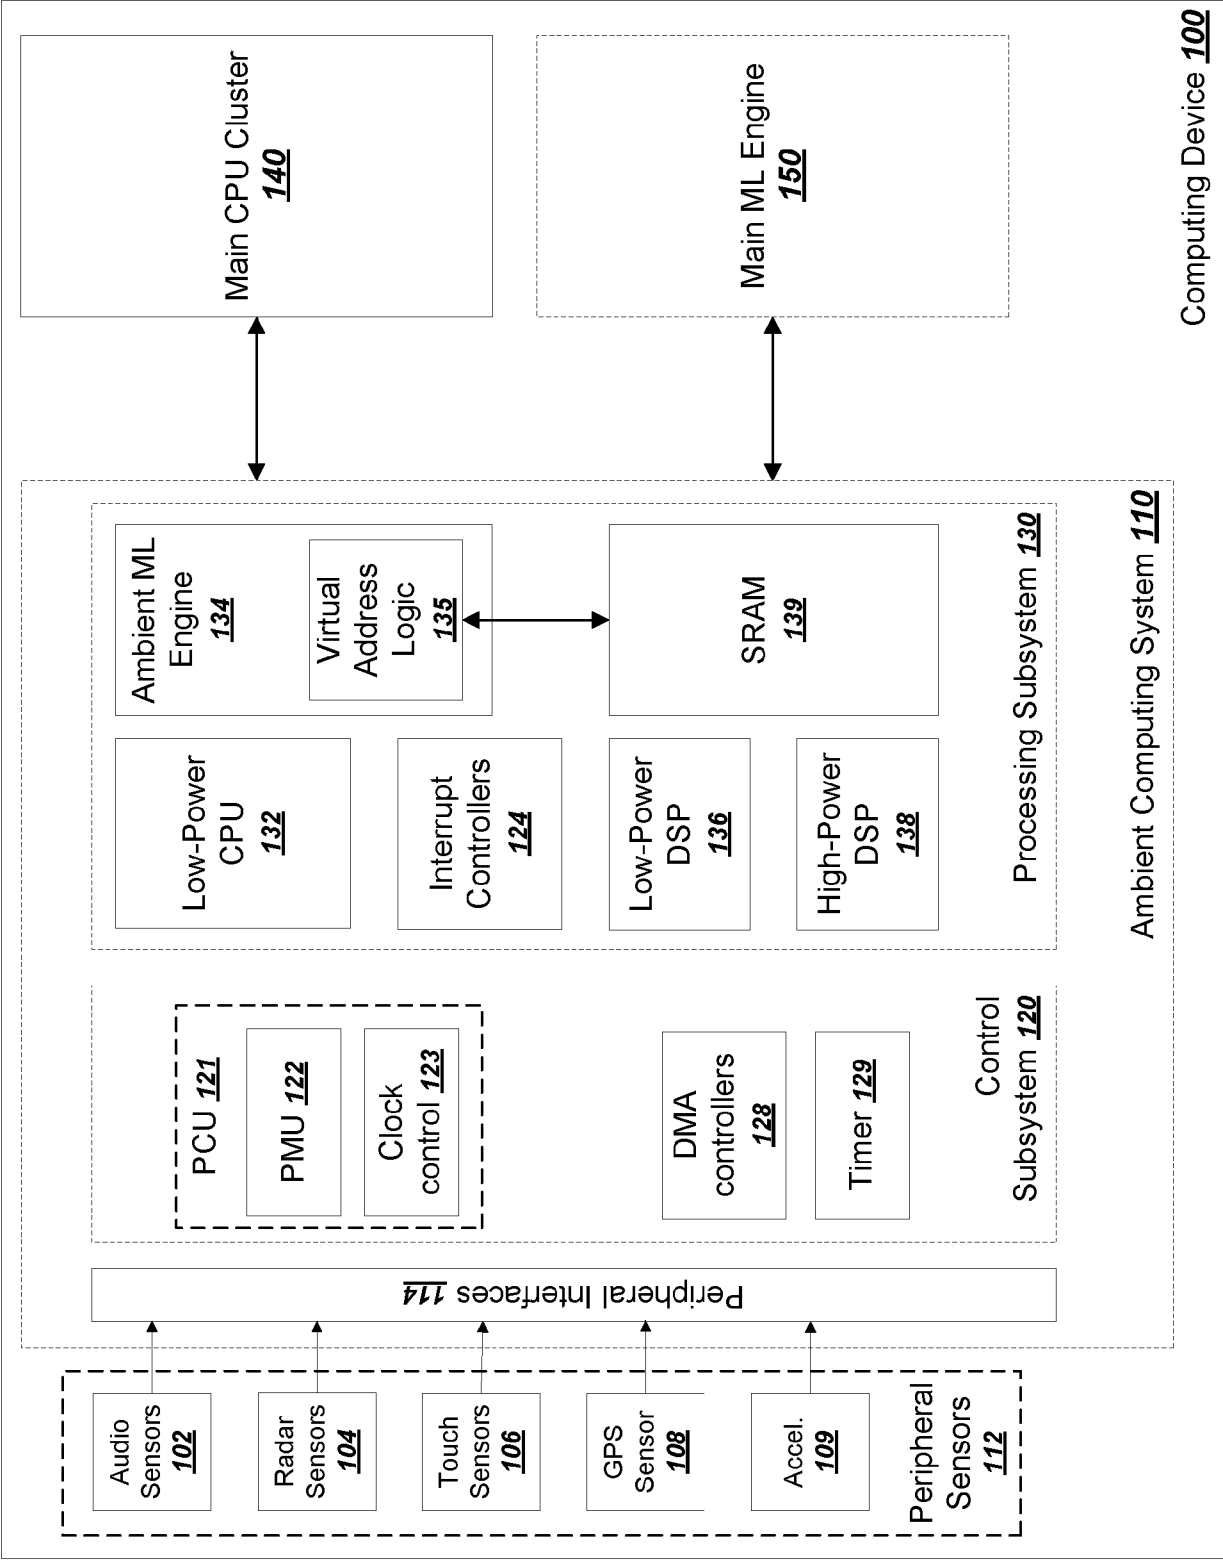 Audio
Sensors
102
Radar
Sensors
104
Touch
Sensors
106
GPS
Sensor
108
Accel.
109
Peripheral
Sensors
112
Peripheral Interfaces 114
PCU 121
PMU 122
Clock
control 123
DMA
controllers
128
Timer 129
Control
Subsystem 120
Low-Power
CPU
132
Interrupt
Controllers
124
Low-Power
DSP
136
High-Power
DSP
138
Ambient ML
Engine
134
Virtual
Address
Logic
135
SRAM
139
Processing Subsystem 130
Ambient Computing System 110
Main CPU Cluster
140
Main ML Engine
150
Computing Device 100